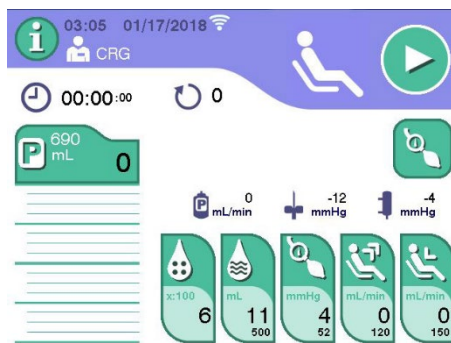 i 03:05 01/17/2018
CRG
00:00:00 0
P 690 mL 0
P 0 mL/min -12 mmHg -4 mmHg
x:100 6
mL 11 500
mmHg 4 52
mL/min 0 120
mL/min 0 150